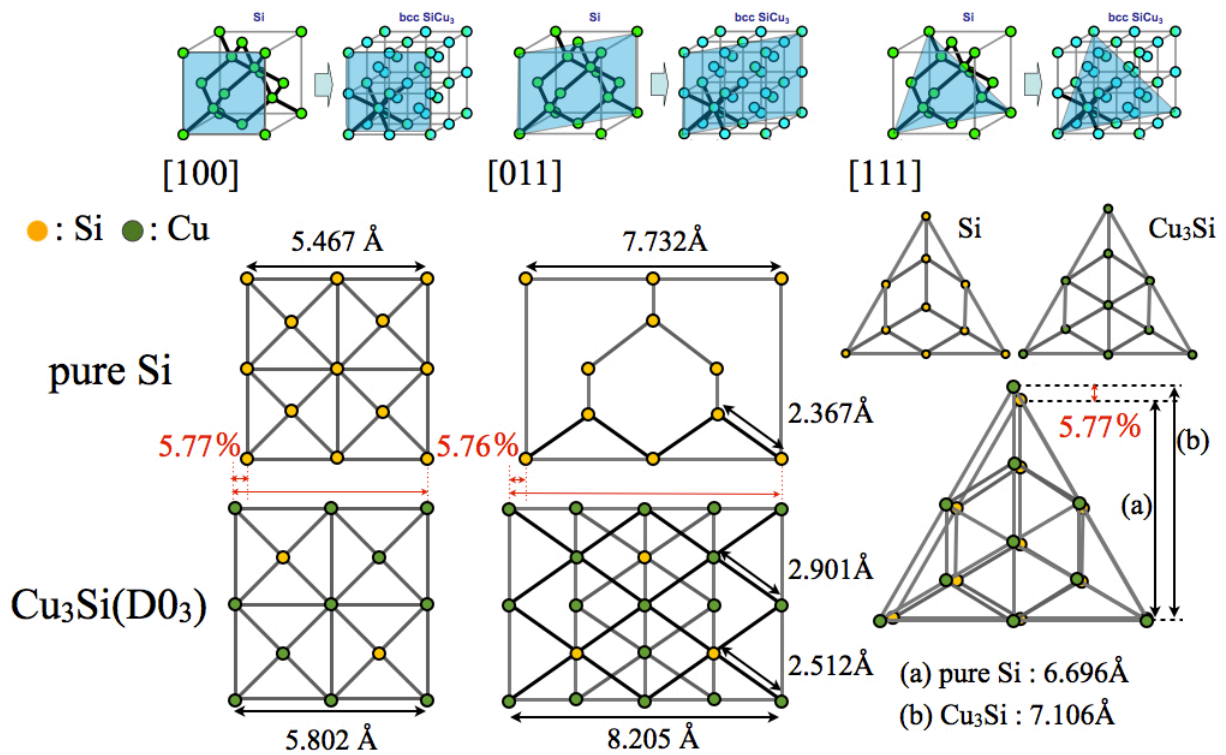 Si
bcc SiCu3
Si
bcc SiCu3
Si
bcc SiCu3
[100]
[011]
[111]
: Si
: Cu
5.467 Å
7.732Å
Si
Cu3Si
pure Si
2.367Å
5.77%
5.76%
5.77%
(b)
(a)
Cu3Si(D03)
2.901Å
2.512Å
5.802 Å
8.205 Å
(a) pure Si : 6.696Å
(b) Cu3Si : 7.106Å